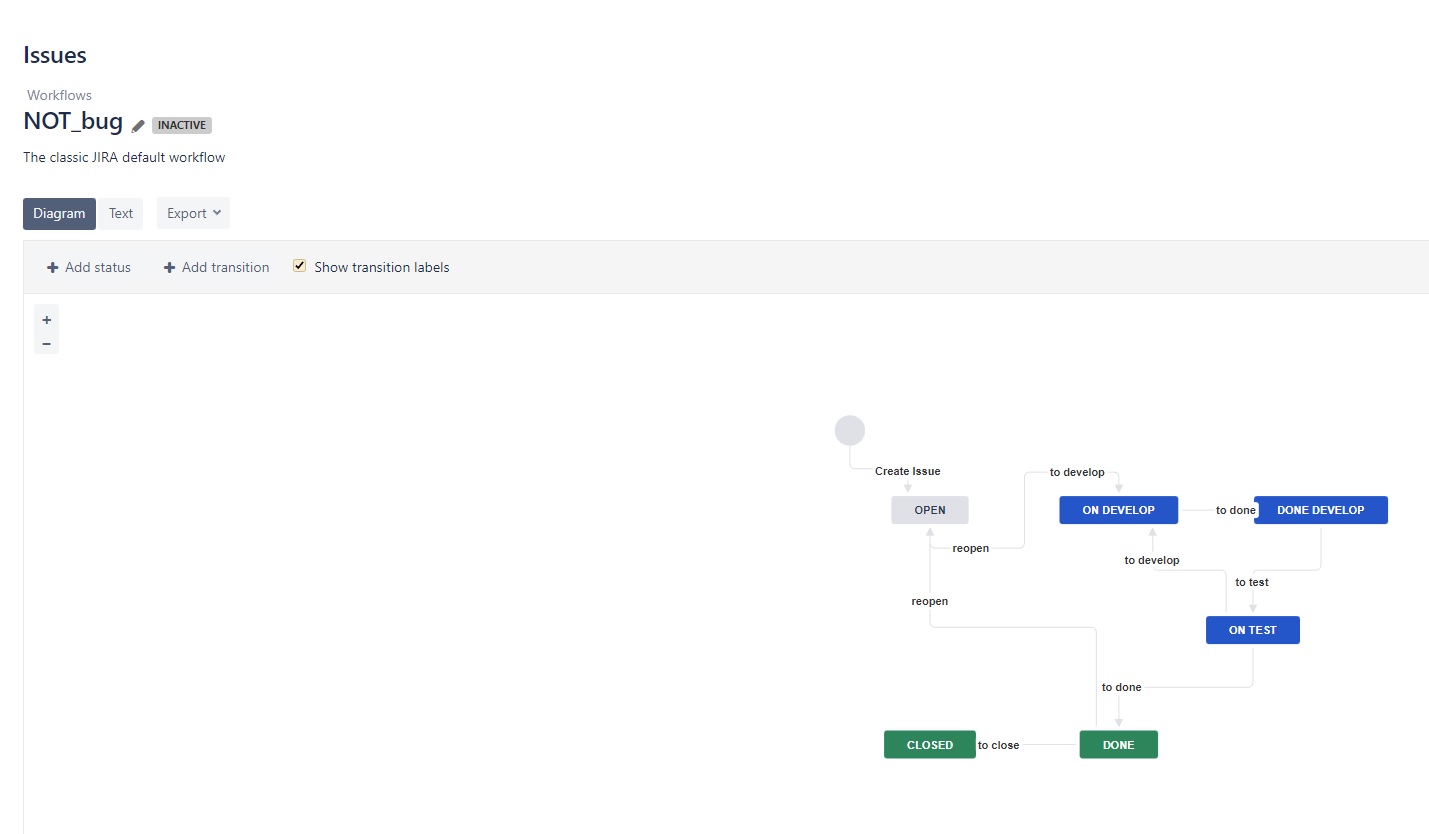 Issues
Workflows
NOT_bug INACTIVE
The classic JIRA default workflow
Diagram Text Export
Add status Add transition Show transition labels
+
−
Create Issue
to develop
OPEN
ON DEVELOP
to done
DONE DEVELOP
reopen
to develop
to test
reopen
ON TEST
to done
CLOSED
to close
DONE